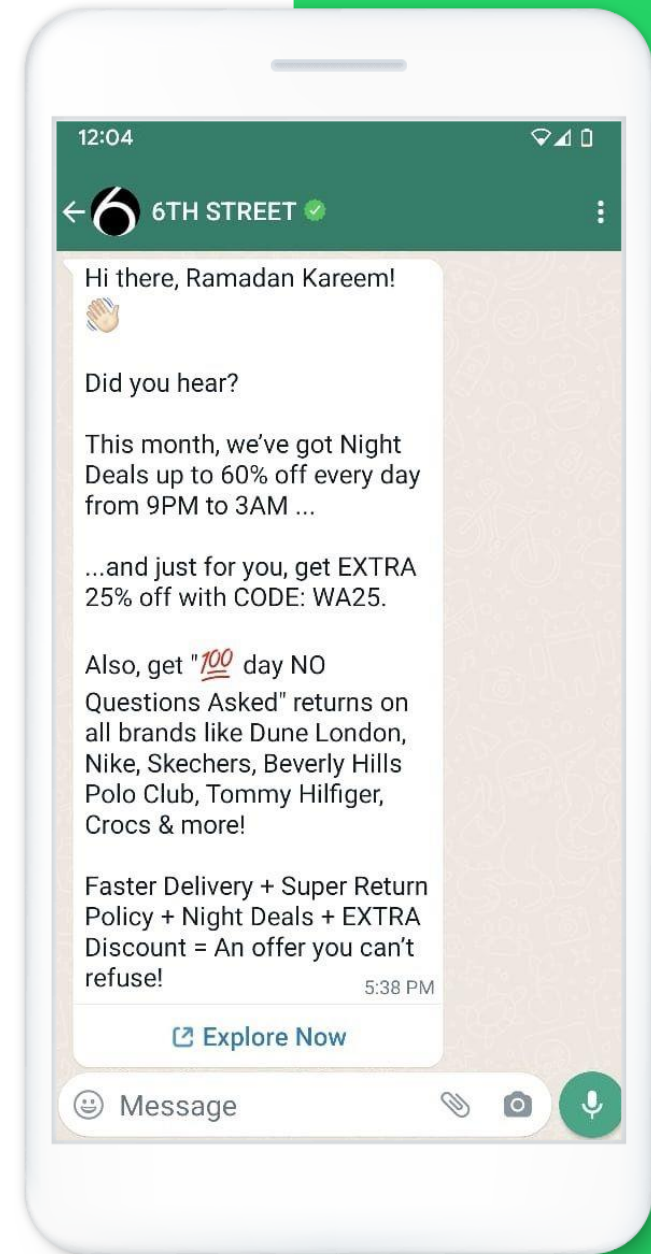 12:04
6TH STREET
Hi there, Ramadan Kareem!
👋🏻
Did you hear?
This month, we’ve got Night
Deals up to 60% off every day
from 9PM to 3AM ...
...and just for you, get EXTRA
25% off with CODE: WA25.
Also, get "💯 day NO
Questions Asked" returns on
all brands like Dune London,
Nike, Skechers, Beverly Hills
Polo Club, Tommy Hilfiger,
Crocs & more!
Faster Delivery + Super Return
Policy + Night Deals + EXTRA
Discount = An offer you can’t
refuse! 5:38 PM
Explore Now
Message